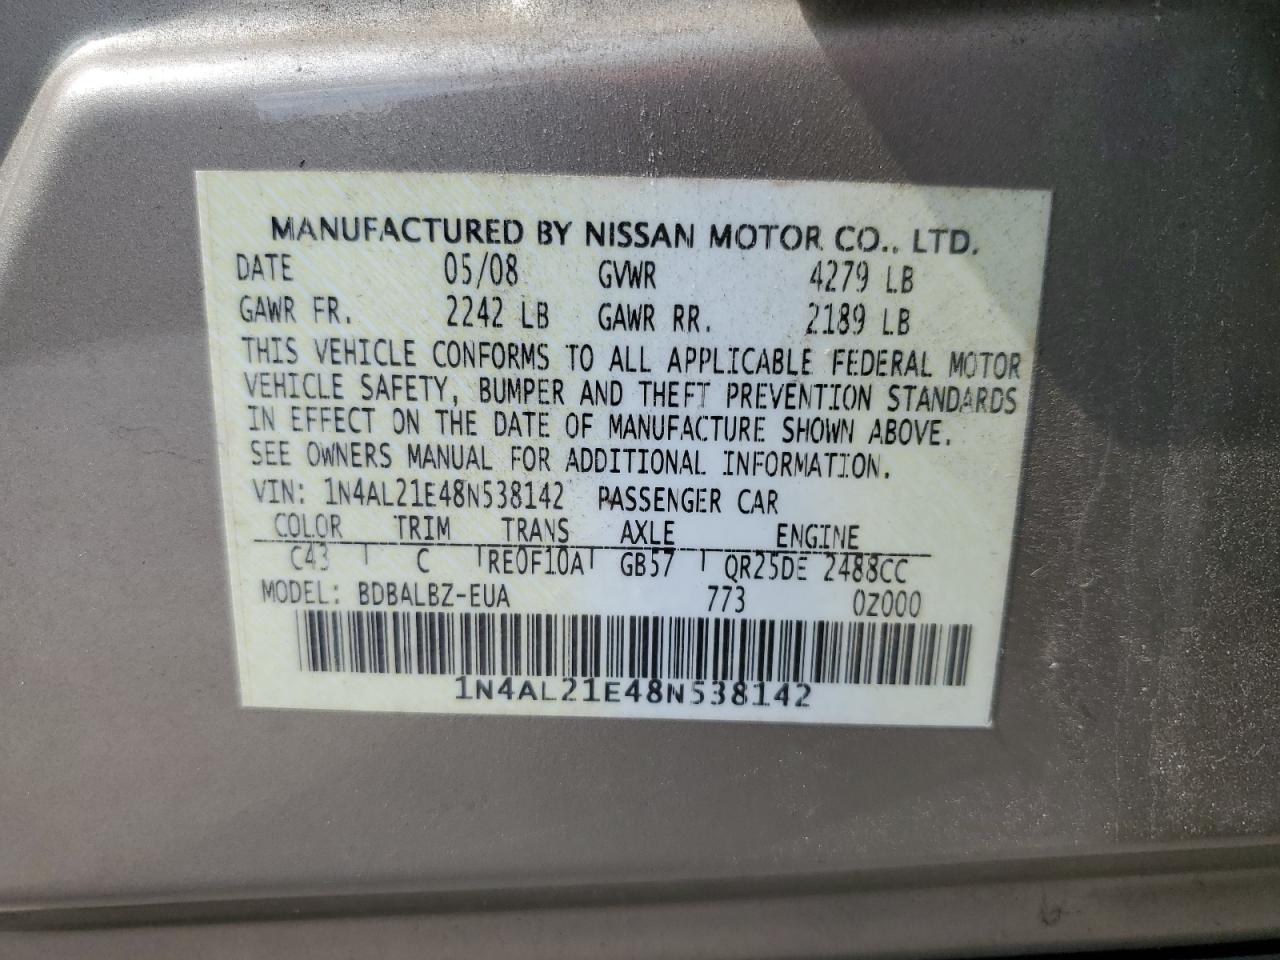 MANUFACTURED BY NISSAN MOTOR CO., LTD.
DATE 05/08 GVWR 4279 LB
GAWR FR. 2242 LB GAWR RR. 2189 LB
THIS VEHICLE CONFORMS TO ALL APPLICABLE FEDERAL MOTOR
VEHICLE SAFETY, BUMPER AND THEFT PREVENTION STANDARDS
IN EFFECT ON THE DATE OF MANUFACTURE SHOWN ABOVE.
SEE OWNERS MANUAL FOR ADDITIONAL INFORMATION.
VIN: 1N4AL21E48N538142 PASSENGER CAR
COLOR TRIM TRANS AXLE ENGINE
C43 C RE0F10A GB57 QR25DE 2488CC
MODEL: BDBALBZ-EUA 773 0Z000
1N4AL21E48N538142